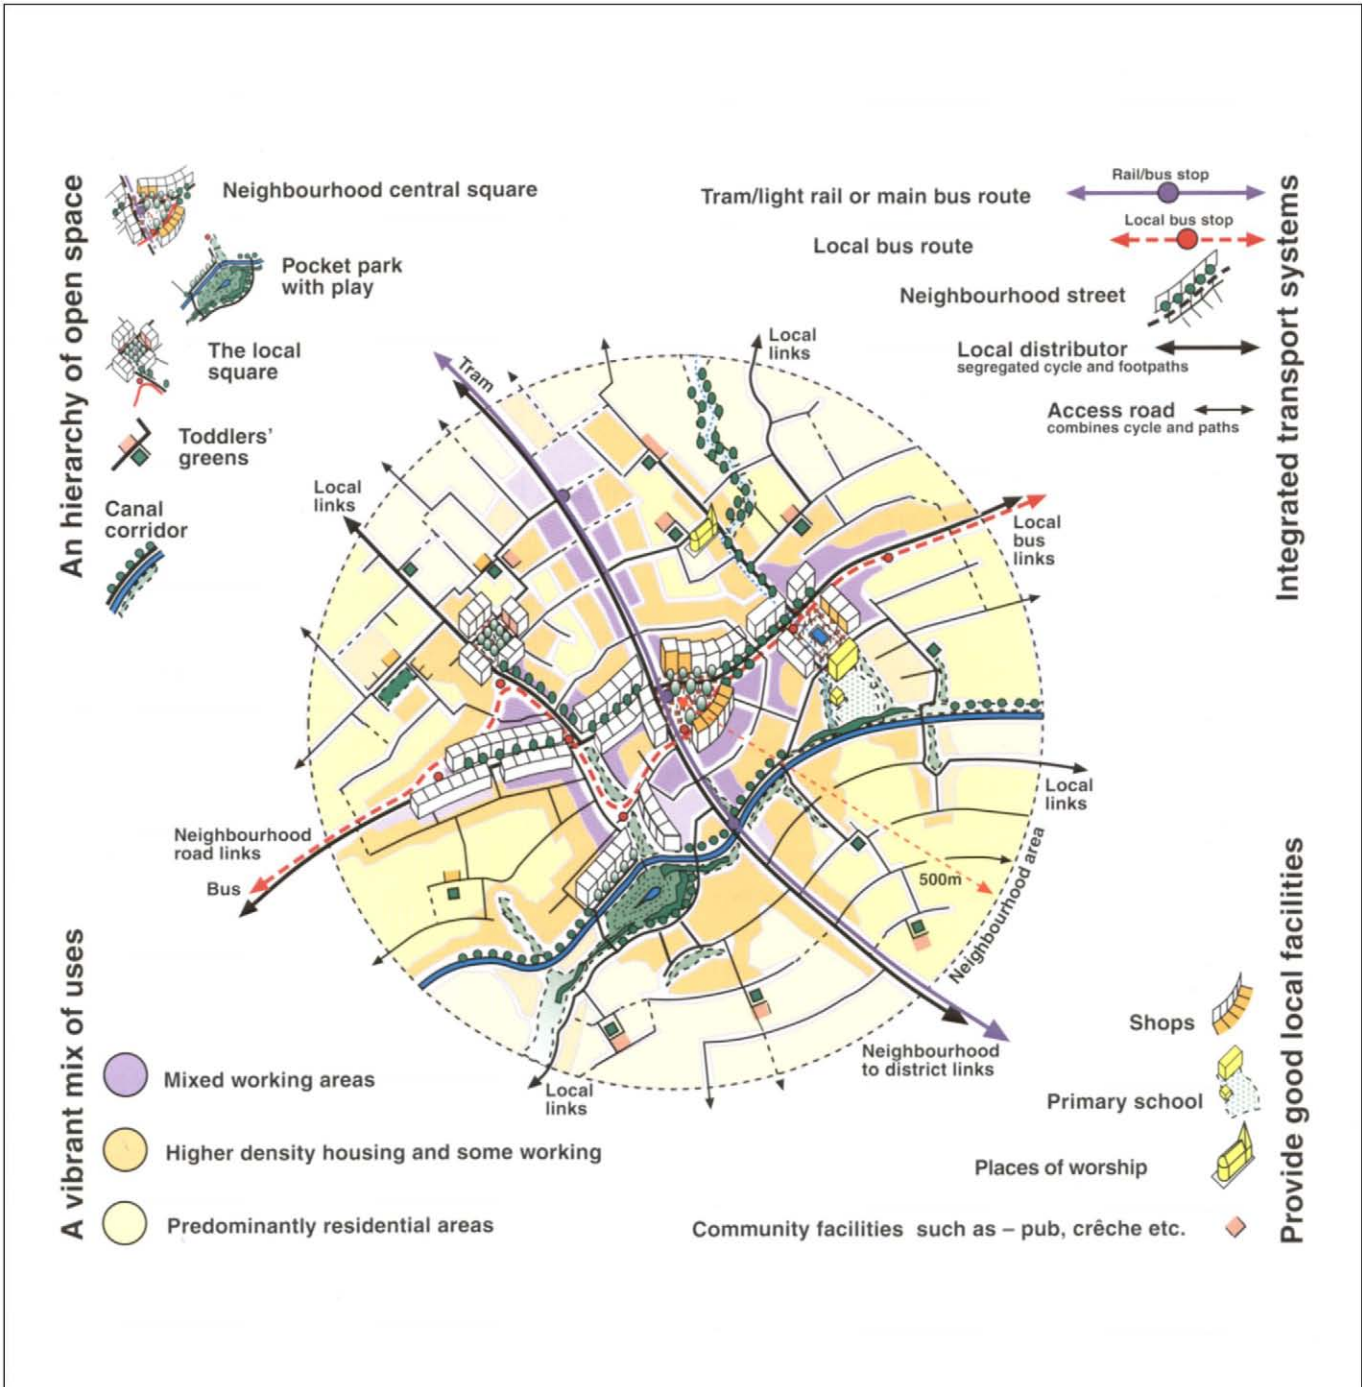 An hierarchy of open space
Neighbourhood central square
Pocket park
with play
The local
square
Toddlers'
greens
Canal
corridor
Integrated transport systems
Rail/bus stop
Tram/light rail or main bus route
Local bus stop
Local bus route
Neighbourhood street
Local distributor
segregated cycle and footpaths
Access road
combines cycle and paths
Local
links
Tram
Local
links
Local
bus
links
Local
links
Neighbourhood
road links
Bus
500m
Neighbourhood area
Neighbourhood
to district links
Local
links
A vibrant mix of uses
Mixed working areas
Higher density housing and some working
Predominantly residential areas
Provide good local facilities
Shops
Primary school
Places of worship
Community facilities such as – pub, crêche etc.